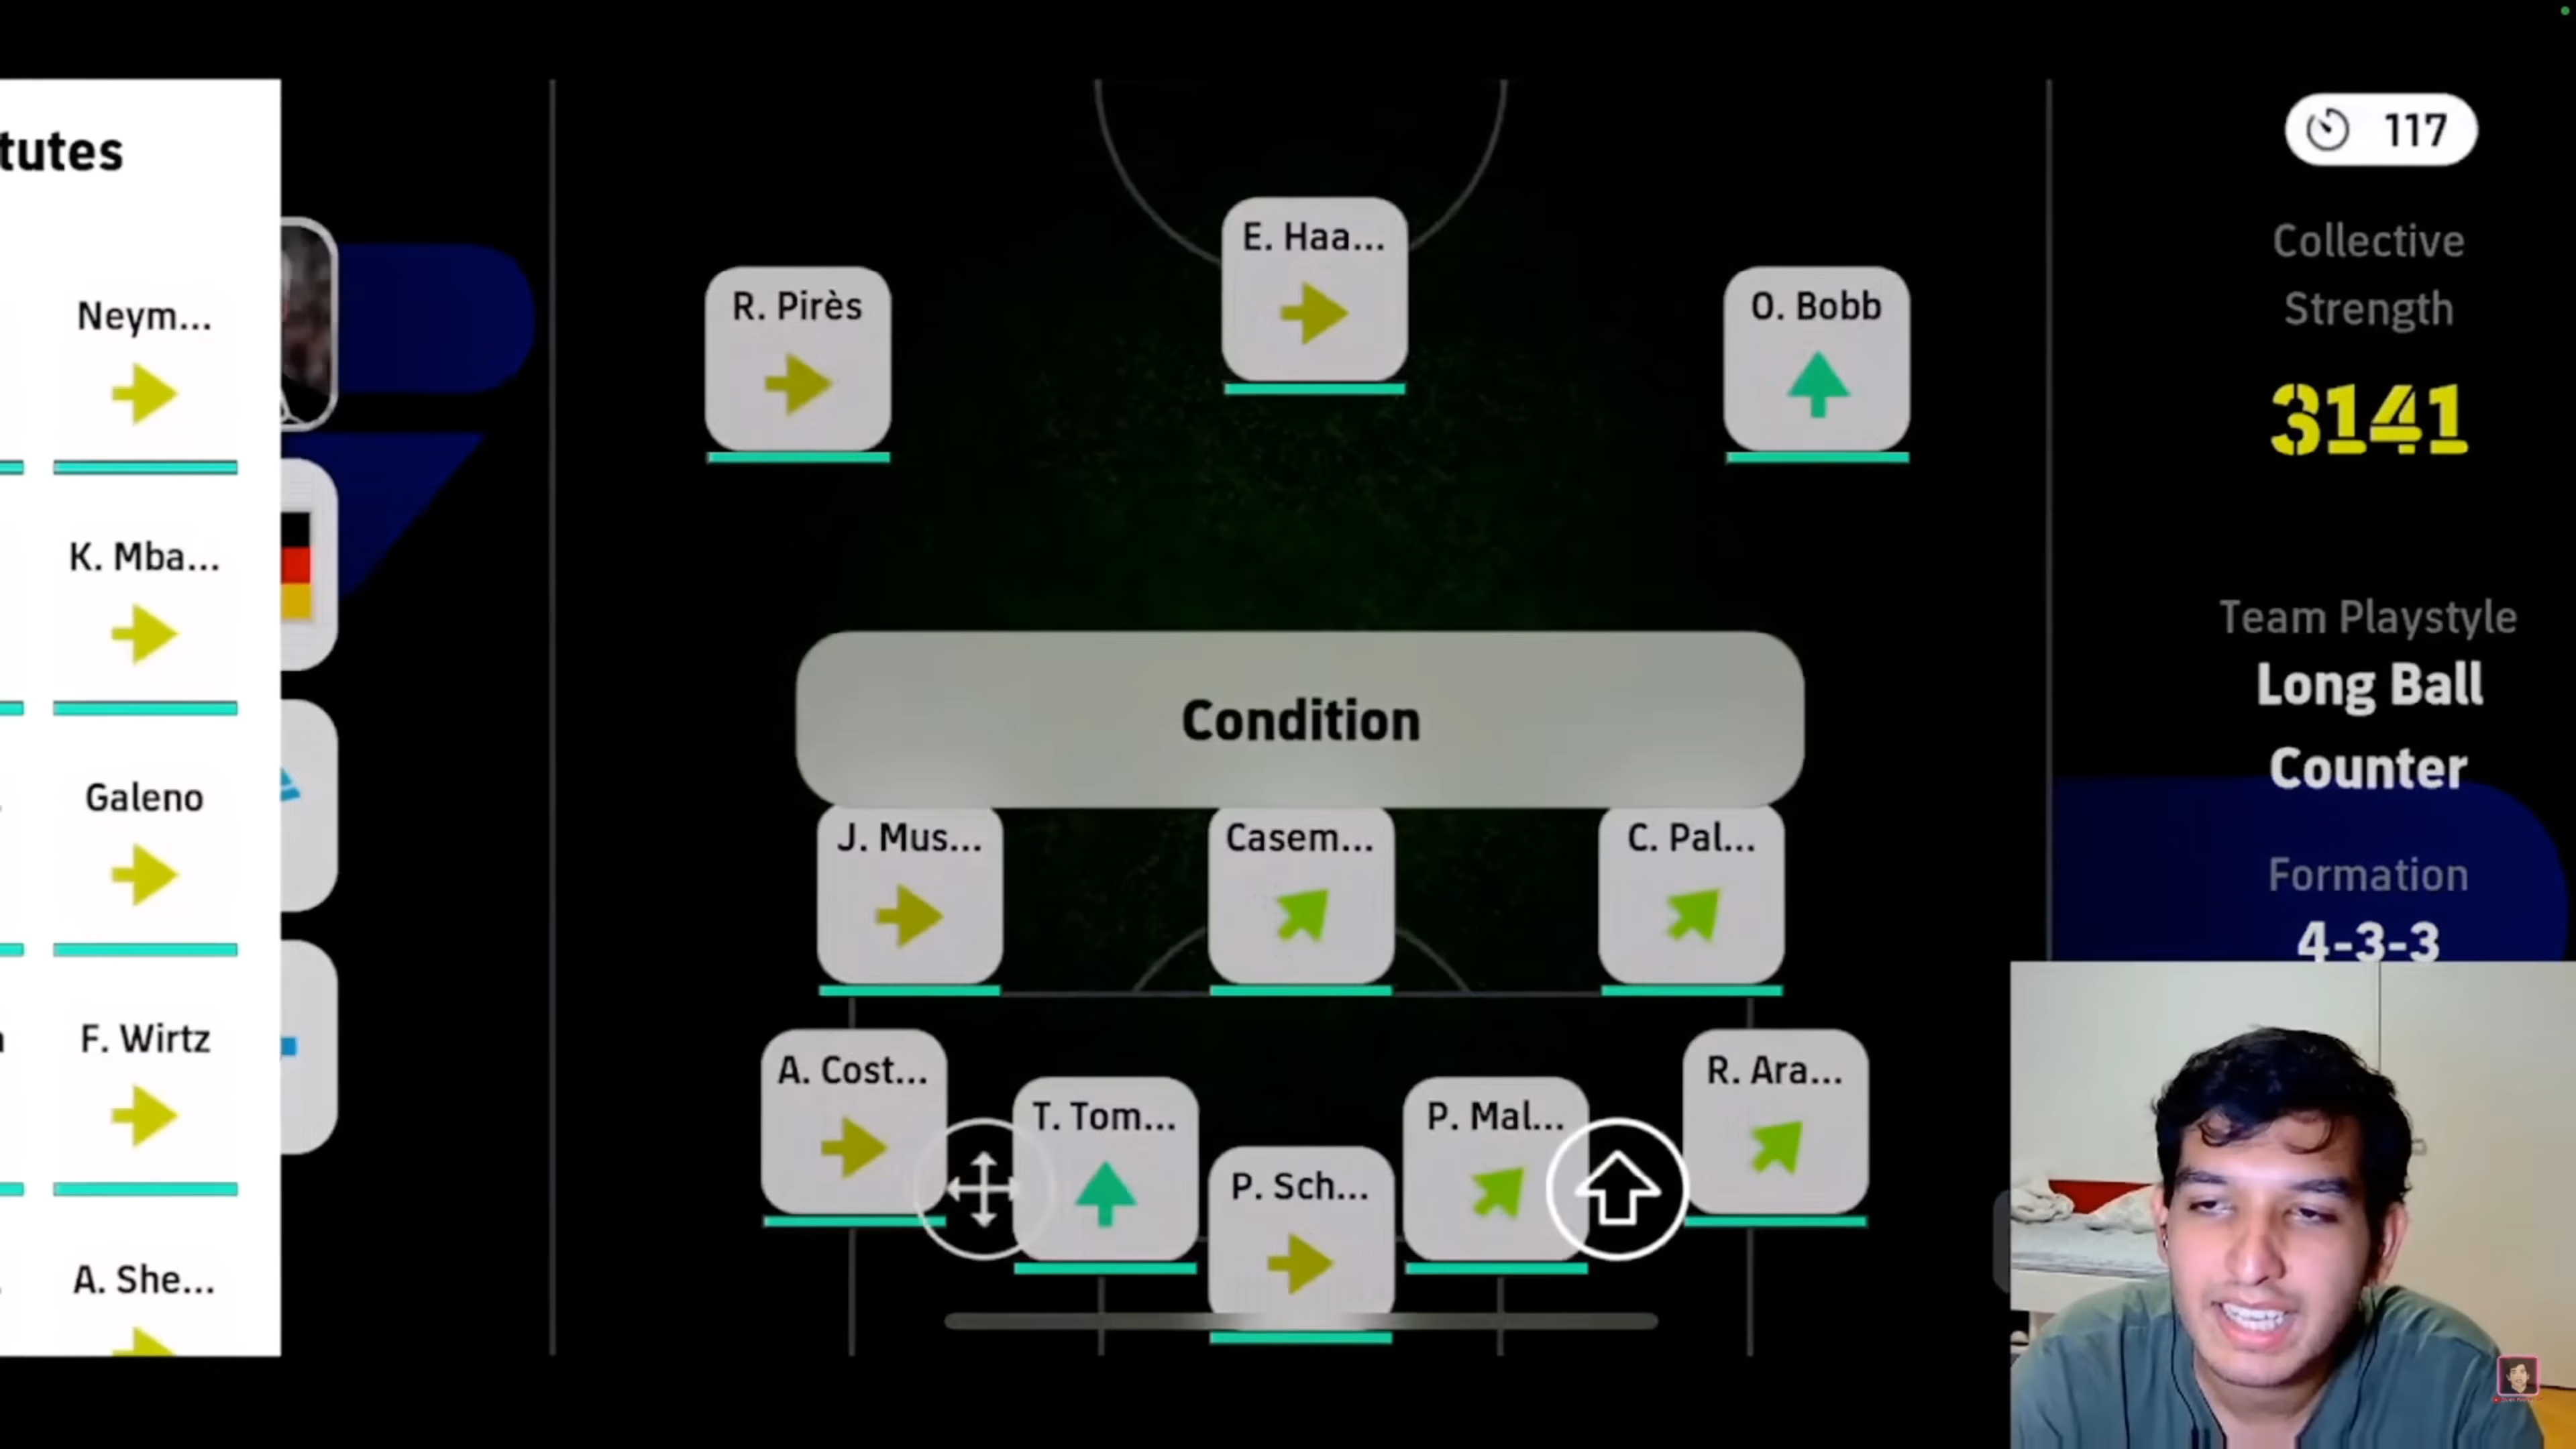 tutes
Neym...
K. Mba...
Galeno
F. Wirtz
A. She...
E. Haa...
R. Pirès
O. Bobb
Condition
J. Mus...
Casem...
C. Pal...
A. Cost...
T. Tom...
P. Sch...
P. Mal...
R. Ara...
117
Collective
Strength
3141
Team Playstyle
Long Ball
Counter
Formation
4-3-3